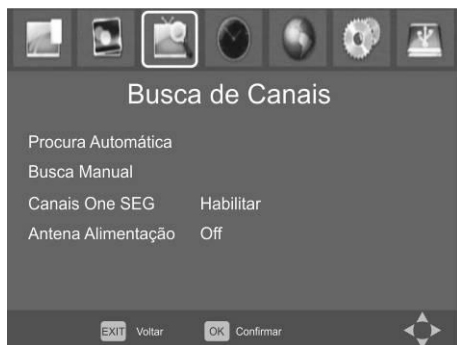 Busca de Canais
Procura Automática
Busca Manual
Canais One SEG Habilitar
Antena Alimentação Off
EXIT Voltar OK Confirmar